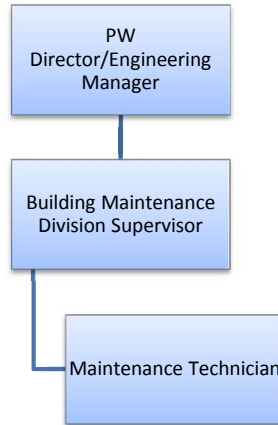 PW
Director/Engineering
Manager
Building Maintenance
Division Supervisor
Maintenance Technician